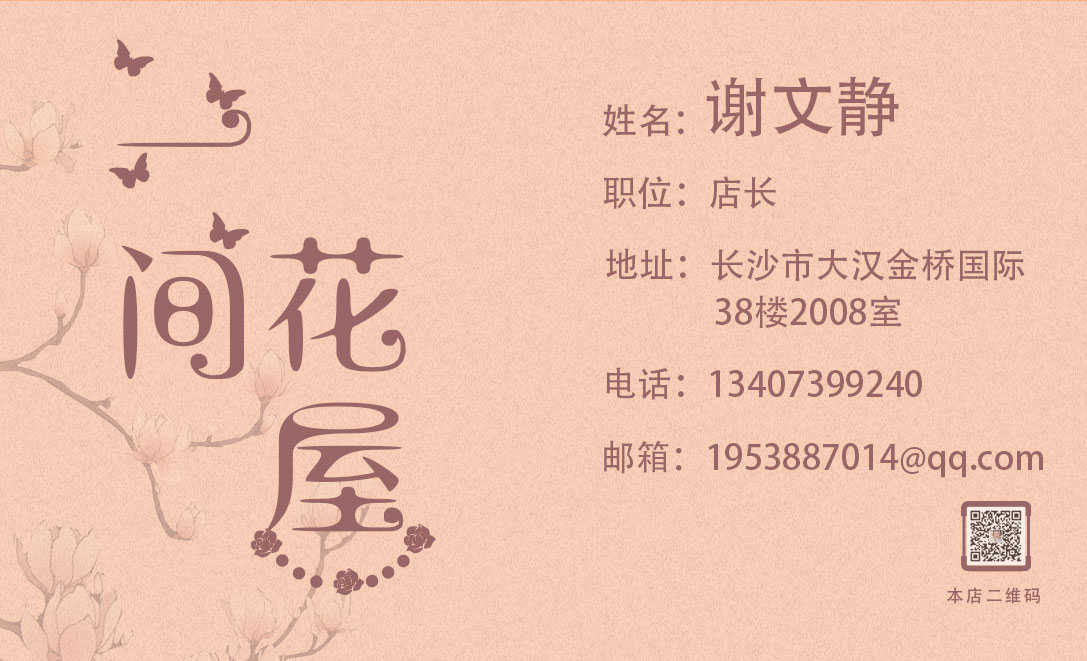 一
间花
屋
姓名：谢文静
职位：店长
地址：长沙市大汉金桥国际
38楼2008室
电话：13407399240
邮箱：1953887014@qq.com
本店二维码